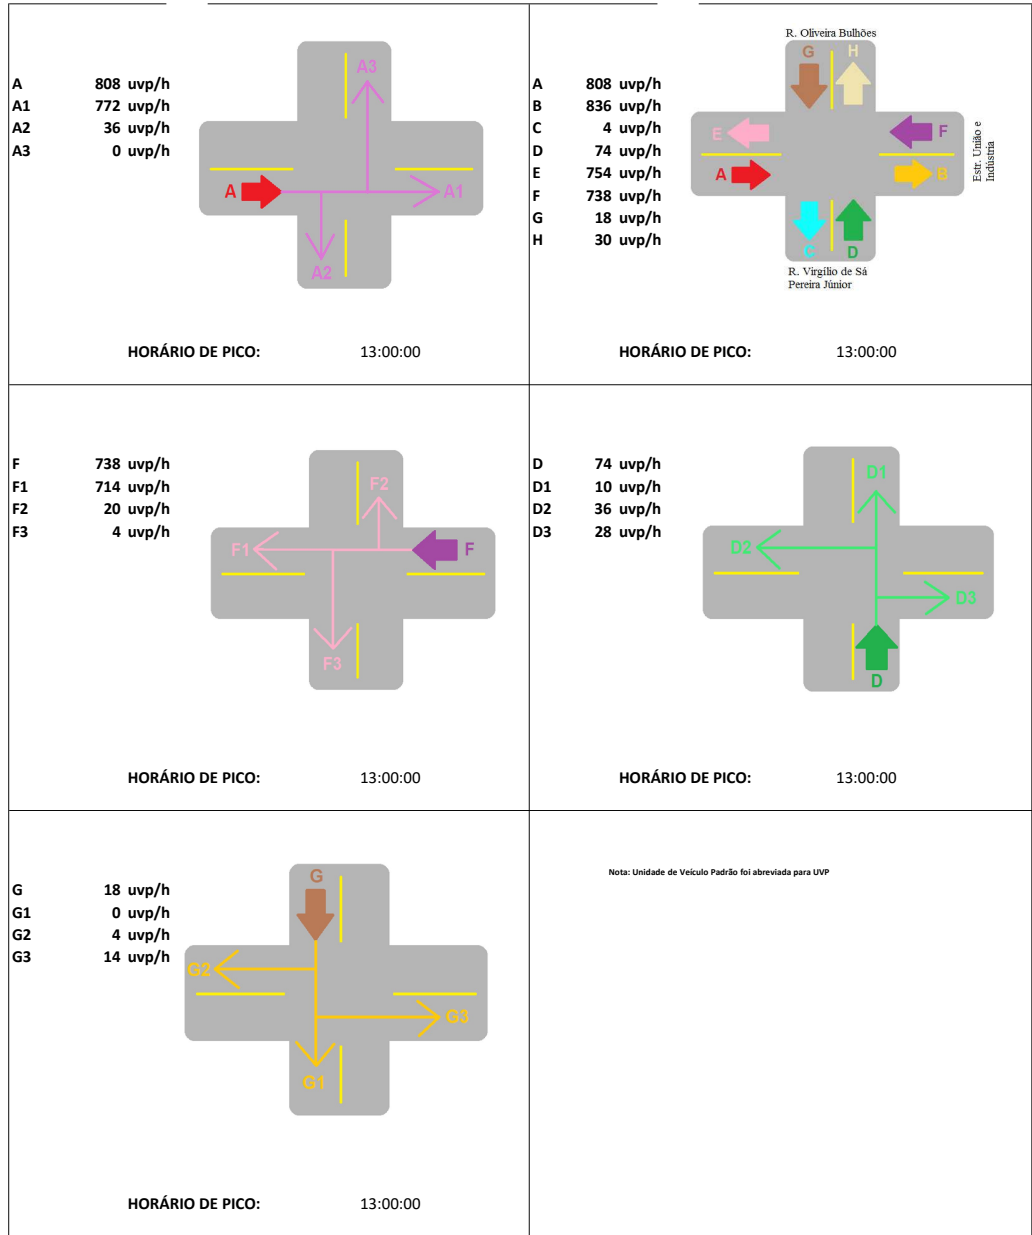 A 808 uvp/h
A1 772 uvp/h
A2 36 uvp/h
A3 0 uvp/h
A3
A
A1
A2
HORÁRIO DE PICO: 13:00:00
A 808 uvp/h
B 836 uvp/h
C 4 uvp/h
D 74 uvp/h
E 754 uvp/h
F 738 uvp/h
G 18 uvp/h
H 30 uvp/h
R. Oliveira Bulhões
G H
E F
A B
C D
Estr. União e
Indústria
R. Virgílio de Sá
Pereira Júnior
HORÁRIO DE PICO: 13:00:00
F 738 uvp/h
F1 714 uvp/h
F2 20 uvp/h
F3 4 uvp/h
F2
F1 F
F3
HORÁRIO DE PICO: 13:00:00
D 74 uvp/h
D1 10 uvp/h
D2 36 uvp/h
D3 28 uvp/h
D1
D2
D3
D
HORÁRIO DE PICO: 13:00:00
G 18 uvp/h
G1 0 uvp/h
G2 4 uvp/h
G3 14 uvp/h
G
G2
G3
G1
HORÁRIO DE PICO: 13:00:00
Nota: Unidade de Veículo Padrão foi abreviada para UVP